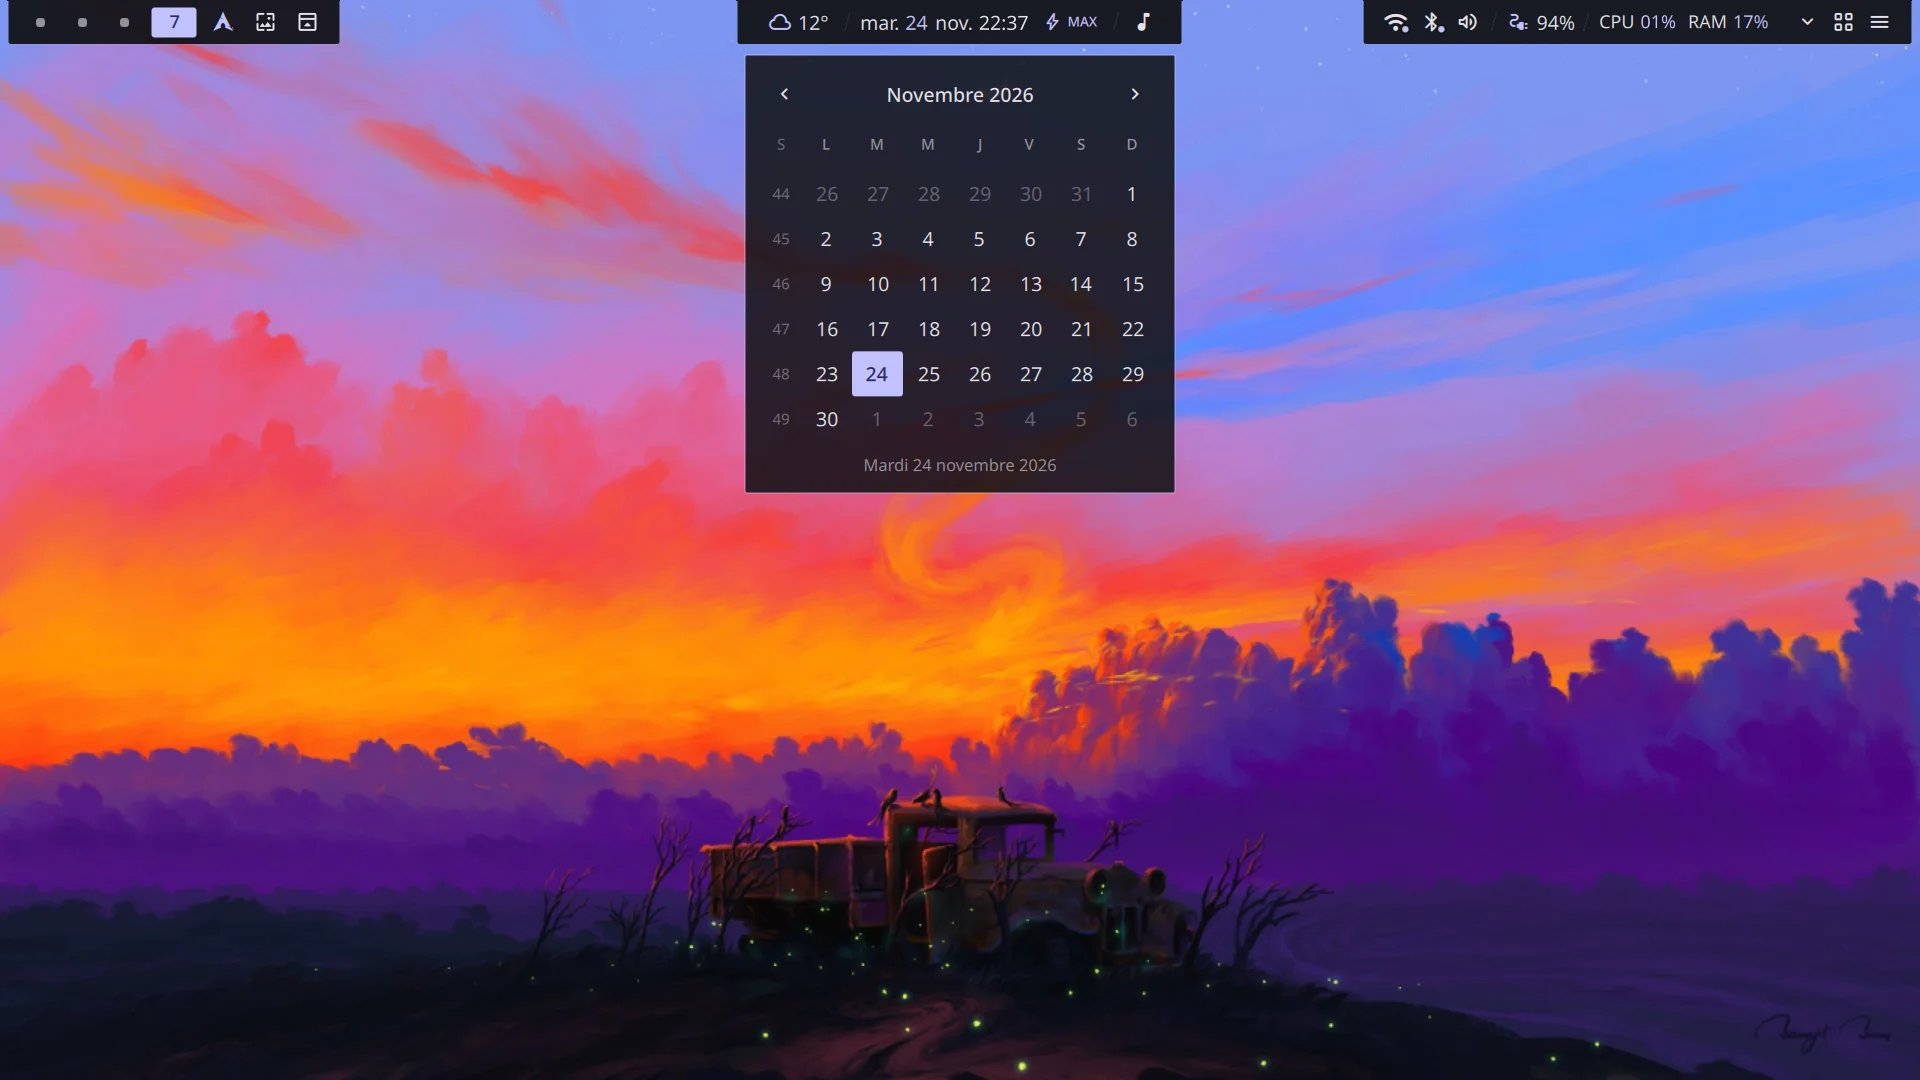 7
12° mar. 24 nov. 22:37 MAX
94% CPU 01% RAM 17%
Novembre 2026
S L M M J V S D
44 26 27 28 29 30 31 1
45 2 3 4 5 6 7 8
46 9 10 11 12 13 14 15
47 16 17 18 19 20 21 22
48 23 24 25 26 27 28 29
49 30 1 2 3 4 5 6
Mardi 24 novembre 2026